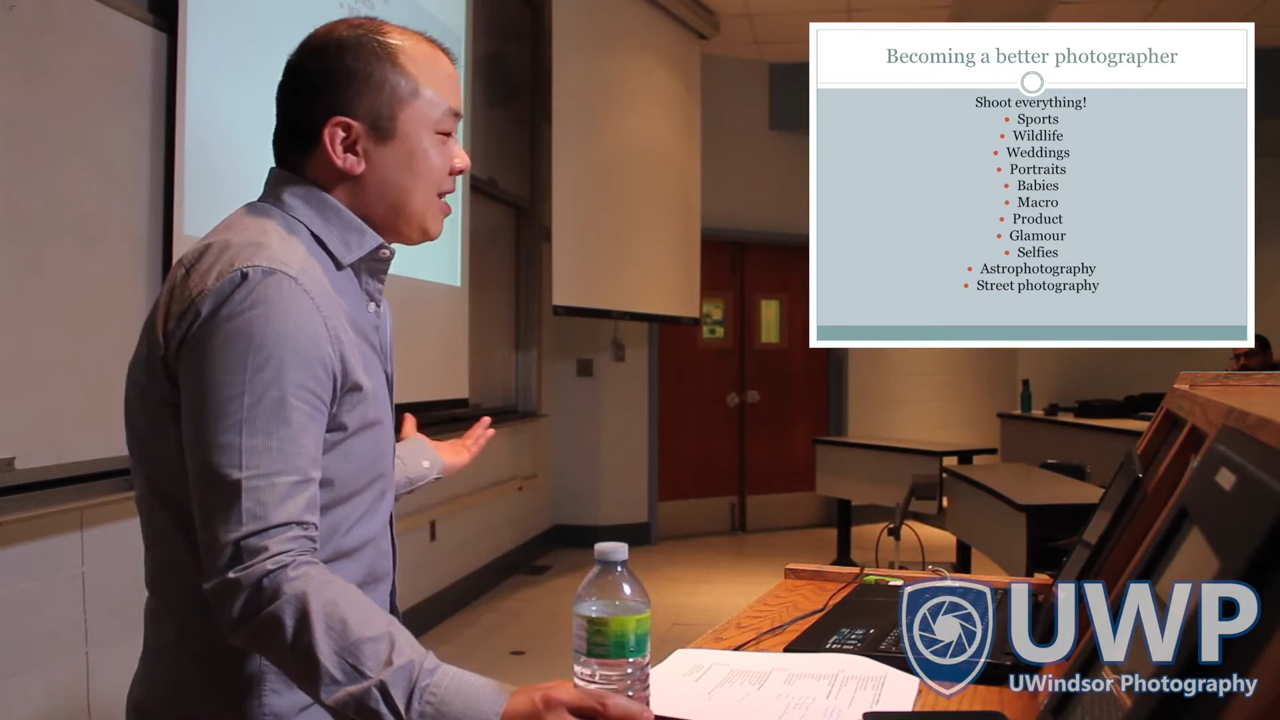 Becoming a better photographer
Shoot everything!
• Sports
• Wildlife
• Weddings
• Portraits
• Babies
• Macro
• Product
• Glamour
• Selfies
• Astrophotography
• Street photography
UWP
UWindsor Photography